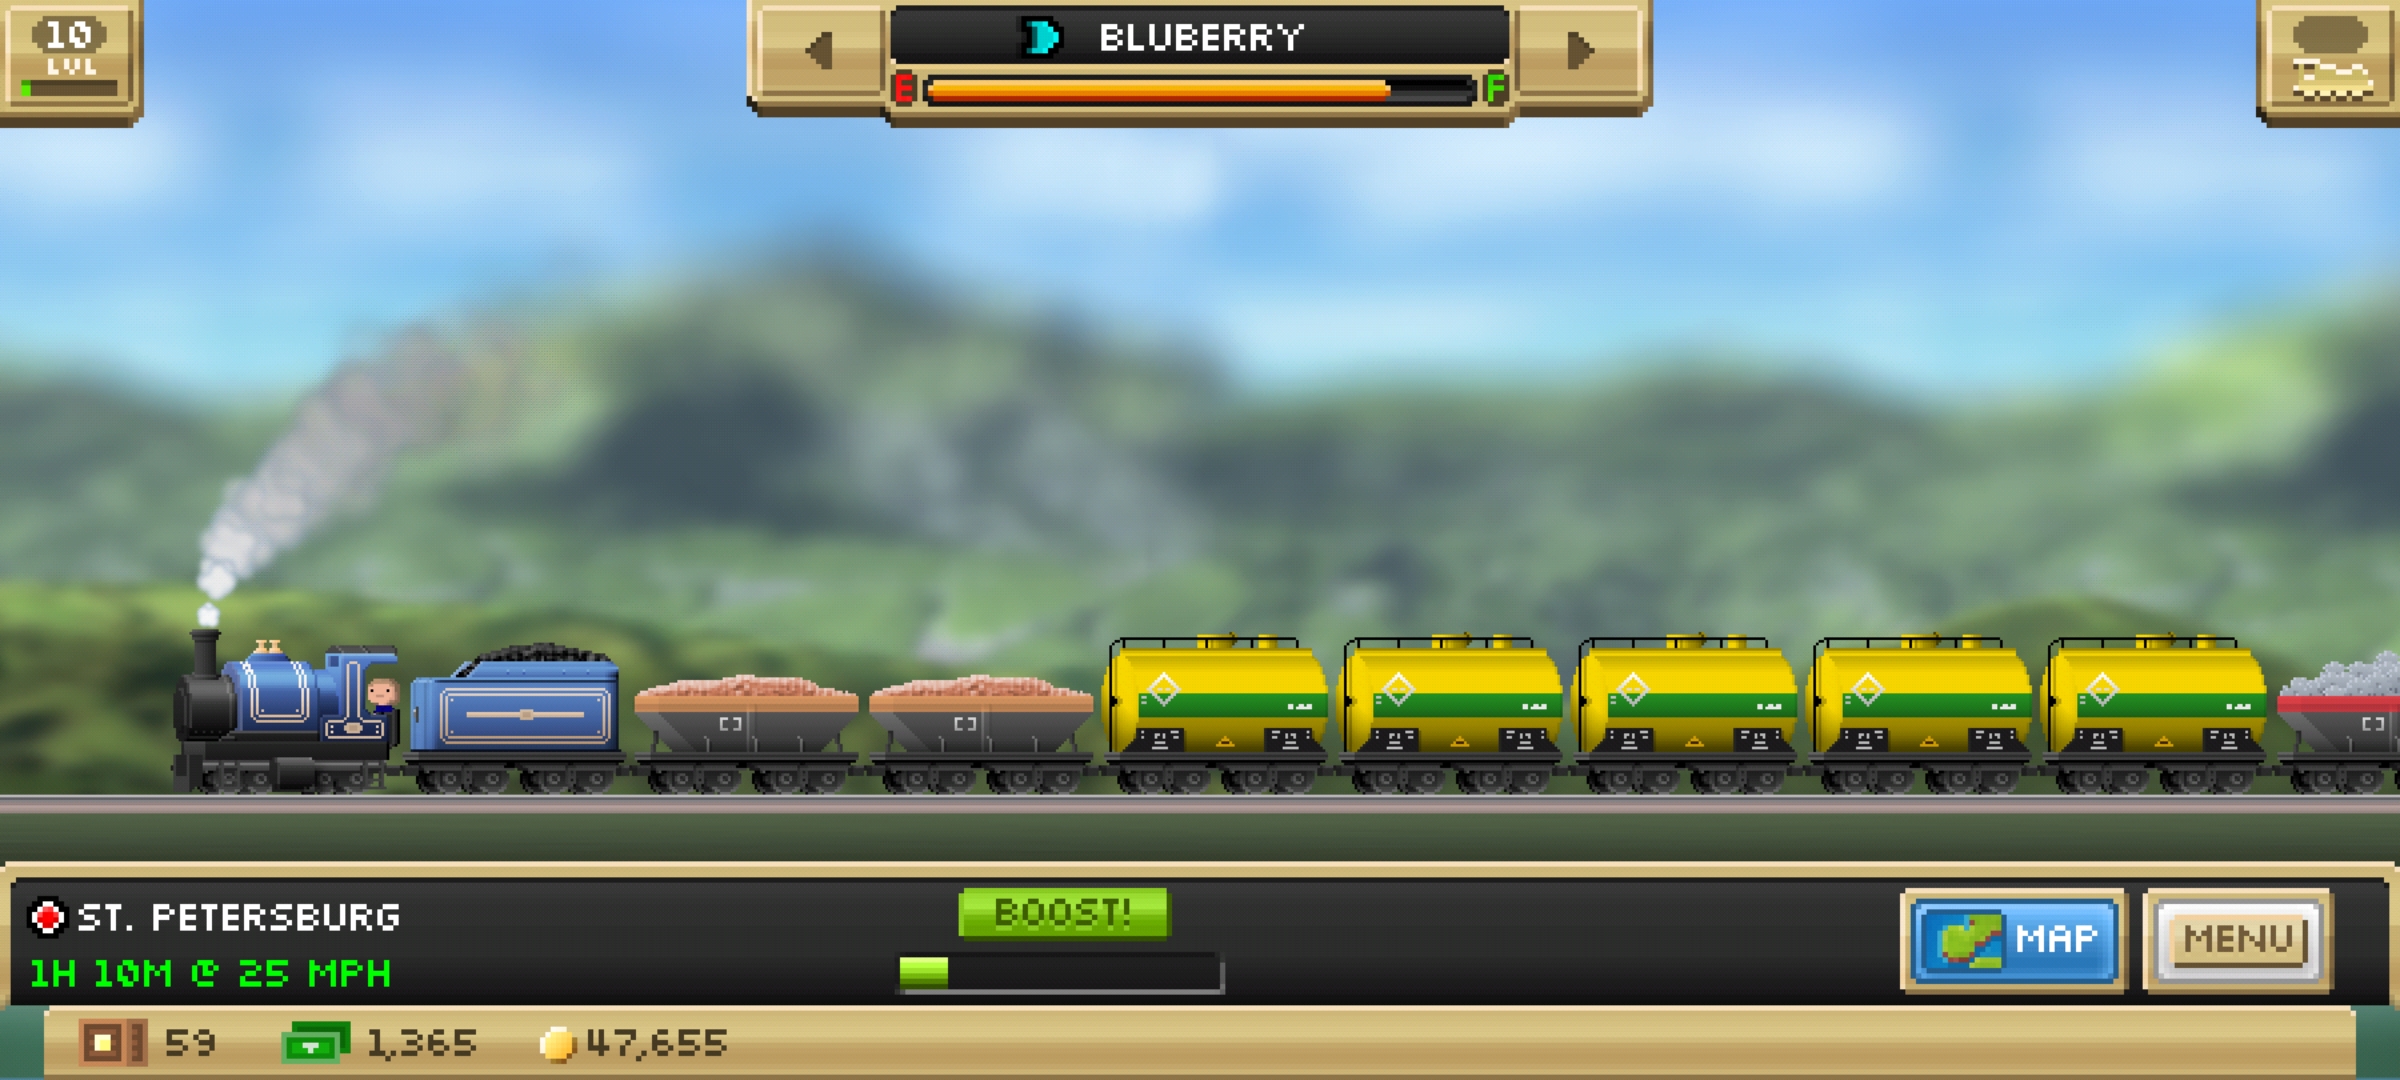 10
LVL
BLUBERRY
E
F
ST. PETERSBURG
1H 10M @ 25 MPH
BOOST!
MAP
MENU
59
1,365
47,655